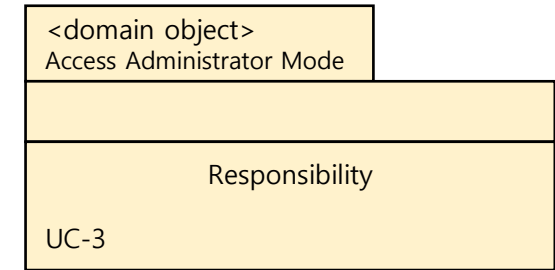 <domain object>
Access Administrator Mode
Responsibility
UC-3